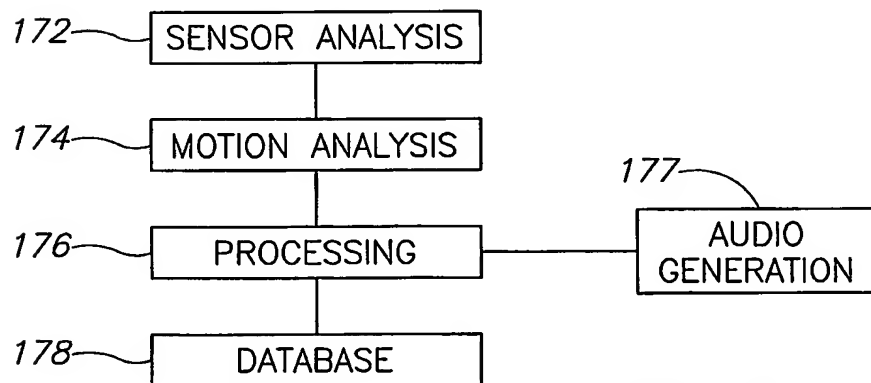 172 SENSOR ANALYSIS
174 MOTION ANALYSIS
177
176 PROCESSING
AUDIO
GENERATION
178 DATABASE